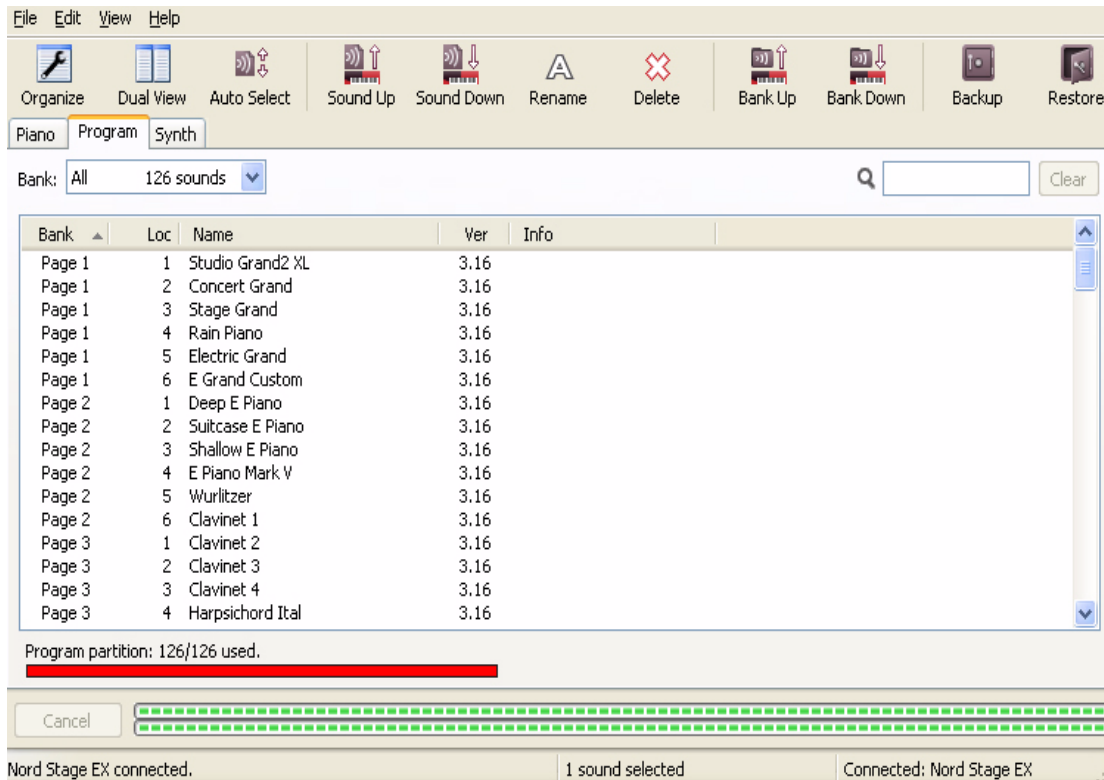 File Edit View Help
Organize Dual View Auto Select Sound Up Sound Down Rename Delete Bank Up Bank Down Backup Restore
Piano Program Synth
Bank: All 126 sounds Clear
Bank Loc Name Ver Info
Page 1 1 Studio Grand2 XL 3.16
Page 1 2 Concert Grand 3.16
Page 1 3 Stage Grand 3.16
Page 1 4 Rain Piano 3.16
Page 1 5 Electric Grand 3.16
Page 1 6 E Grand Custom 3.16
Page 2 1 Deep E Piano 3.16
Page 2 2 Suitcase E Piano 3.16
Page 2 3 Shallow E Piano 3.16
Page 2 4 E Piano Mark V 3.16
Page 2 5 Wurlitzer 3.16
Page 2 6 Clavinet 1 3.16
Page 3 1 Clavinet 2 3.16
Page 3 2 Clavinet 3 3.16
Page 3 3 Clavinet 4 3.16
Page 3 4 Harpsichord Ital 3.16
Program partition: 126/126 used.
Cancel
Nord Stage EX connected. 1 sound selected Connected: Nord Stage EX